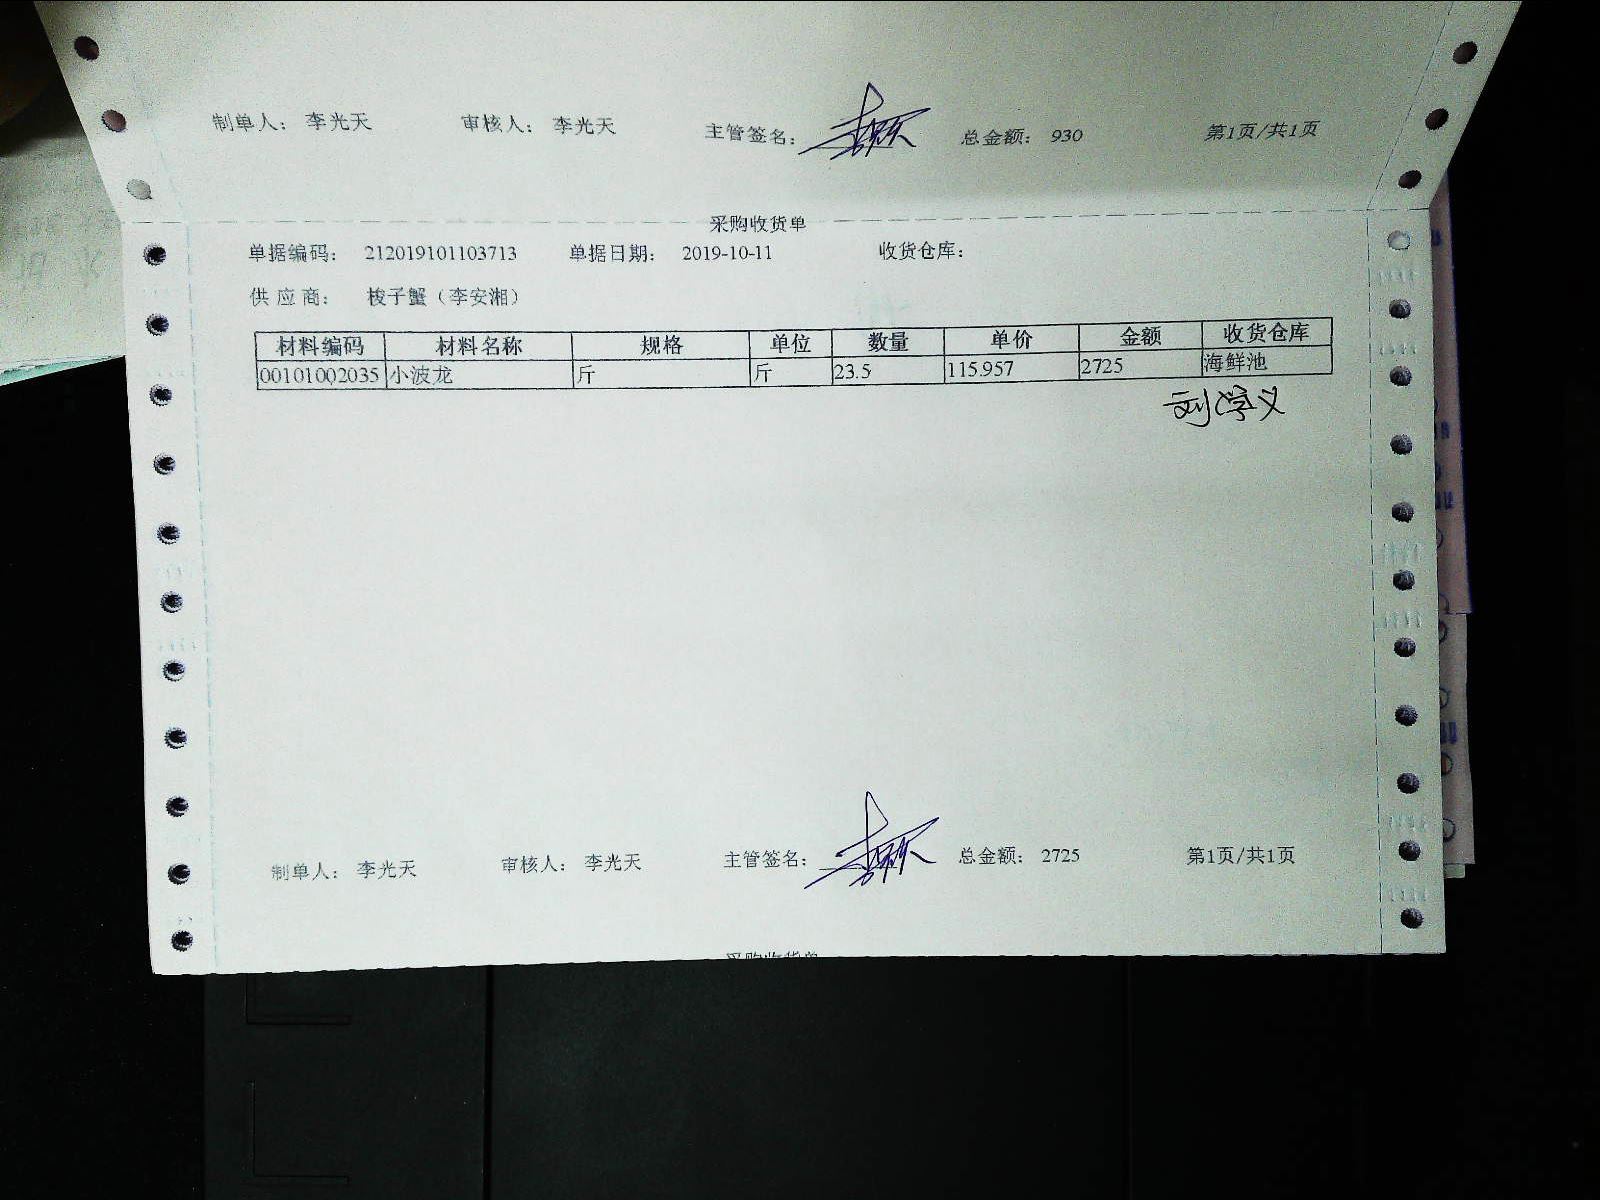 制单人： 李光天 审核人： 李光天 主管签名： 总金额： 930 第1页/共1页
采购收货单
单据编码： 212019101103713 单据日期： 2019-10-11 收货仓库：
供应商： 梭子蟹（李安湘）
材料编码 材料名称 规格 单位 数量 单价 金额 收货仓库
00101002035 小波龙 斤 斤 23.5 115.957 2725 海鲜池
刘学义
制单人： 李光天 审核人： 李光天 主管签名： 总金额： 2725 第1页/共1页
采购收货单